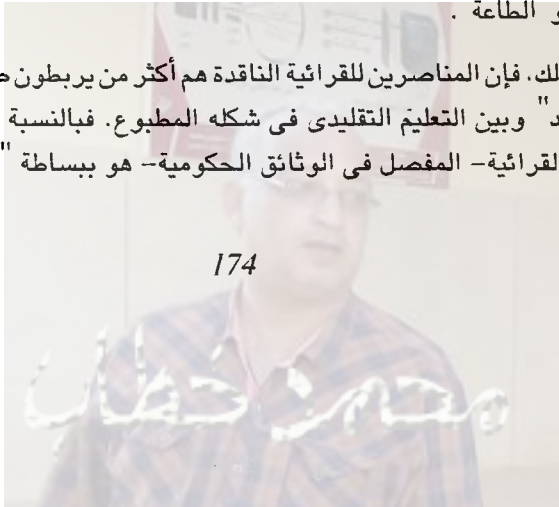 و الطاعة .
لك، فإن المناصرين للقرائية الناقدة هم أكثر من يربطون
د" وبين التعليمَ التقليدى فى شكله المطبوع. فبالنسبة
القرائية– المفصل فى الوثائق الحكومية– هو ببساطة "
174
محمد خطاب